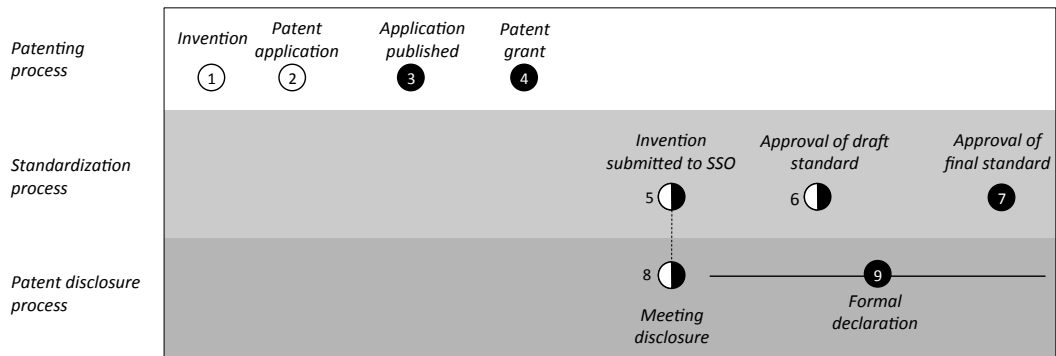 Patenting
process
Invention
Patent
application
Application
published
Patent
grant
1
2
3
4
Standardization
process
Invention
submitted to SSO
Approval of draft
standard
Approval of
final standard
5
6
7
Patent disclosure
process
8
9
Meeting
disclosure
Formal
declaration